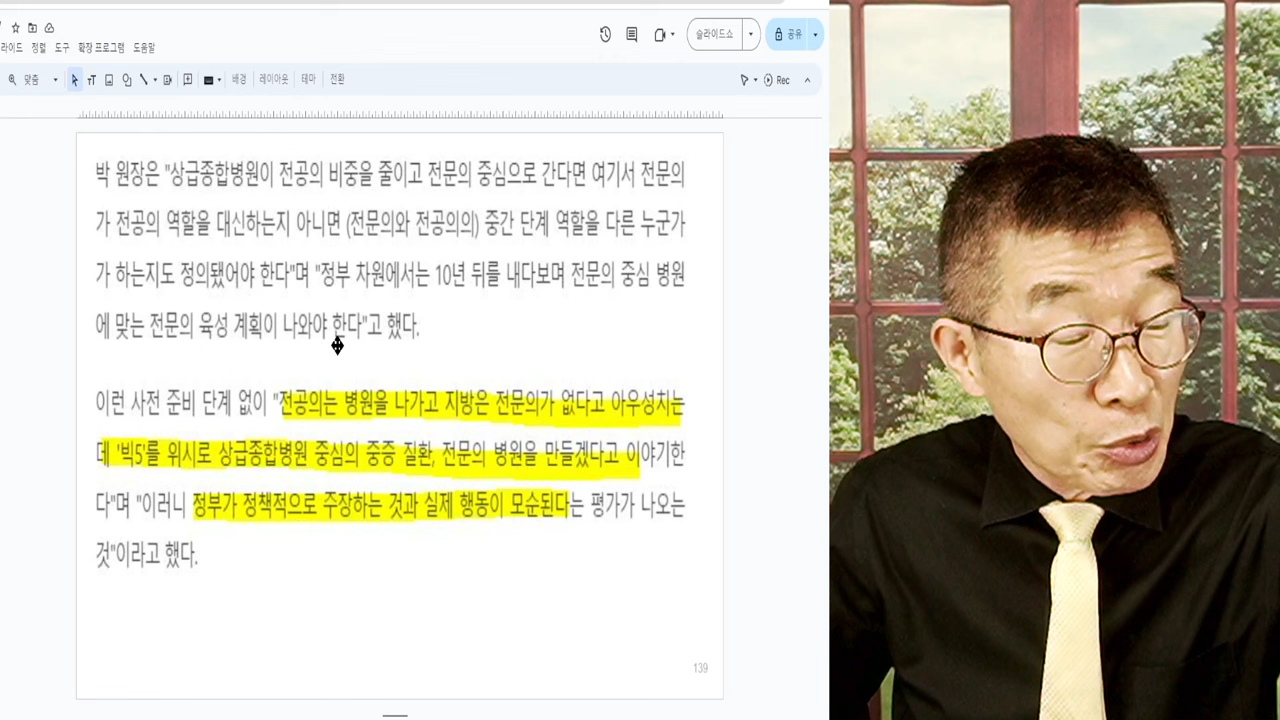 라이드 정렬 도구 확장 프로그램 도움말
슬라이드쇼
공유
맞춤
배경 레이아웃 테마 전환
Rec
박 원장은 "상급종합병원이 전공의 비중을 줄이고 전문의 중심으로 간다면 여기서 전문의
가 전공의 역할을 대신하는지 아니면 (전문의와 전공의의) 중간 단계 역할을 다른 누군가
가 하는지도 정의됐어야 한다"며 "정부 차원에서는 10년 뒤를 내다보며 전문의 중심 병원
에 맞는 전문의 육성 계획이 나와야 한다"고 했다.
이런 사전 준비 단계 없이 "전공의는 병원을 나가고 지방은 전문의가 없다고 아우성치는
데 '빅5'를 위시로 상급종합병원 중심의 중증 질환, 전문의 병원을 만들겠다고 이야기한
다"며 "이러니 정부가 정책적으로 주장하는 것과 실제 행동이 모순된다는 평가가 나오는
것"이라고 했다.
139